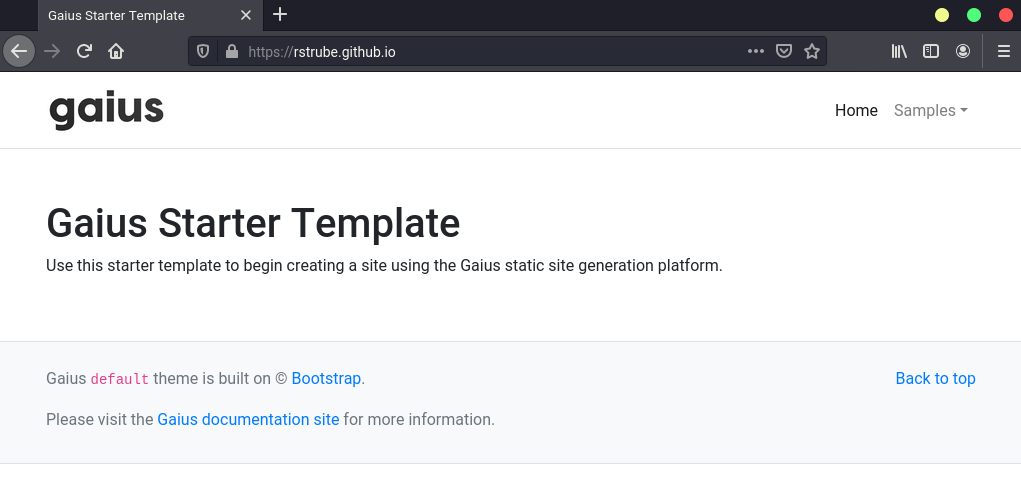 Gaius Starter Template
https://rstrube.github.io
gaius
Home Samples
Gaius Starter Template
Use this starter template to begin creating a site using the Gaius static site generation platform.
Gaius default theme is built on © Bootstrap. Back to top
Please visit the Gaius documentation site for more information.